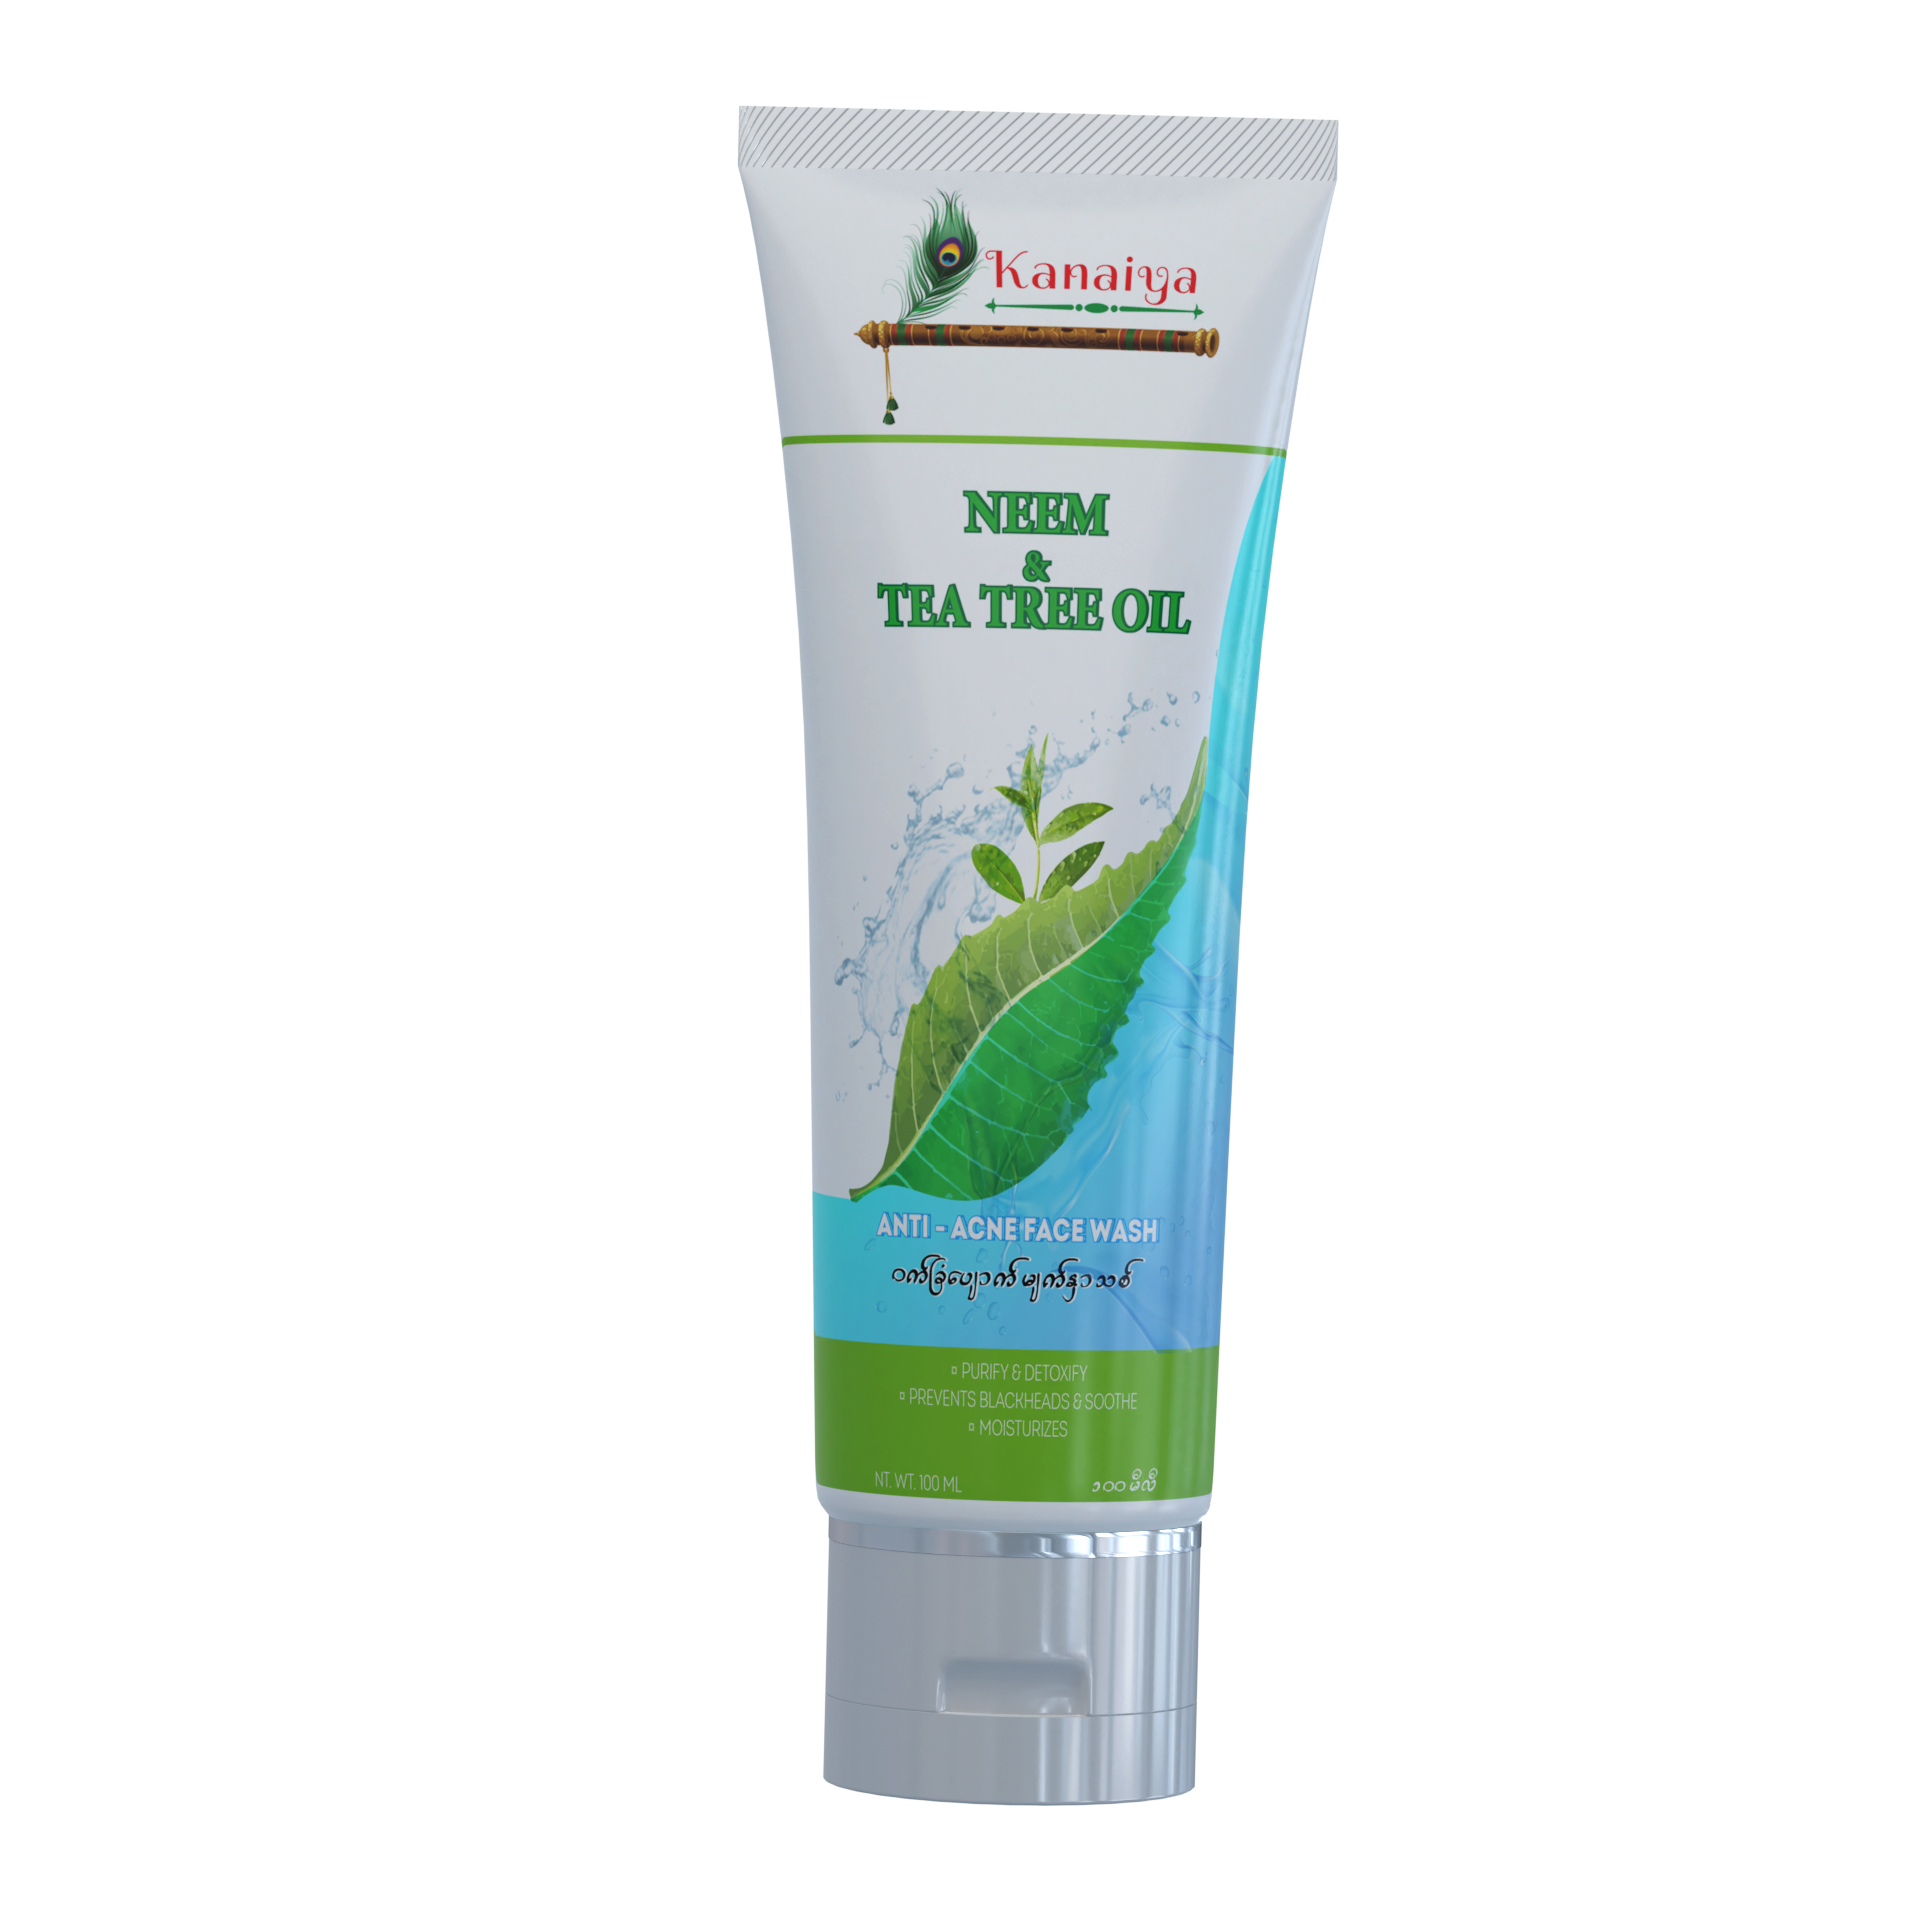 Kanaiya
NEEM
&
TEA TREE OIL
ANTI - ACNE FACE WASH
ဝက်ခြံပျောက် မျက်နှာသစ်
¤ PURIFY & DETOXIFY
¤ PREVENTS BLACKHEADS & SOOTHE
¤ MOISTURIZES
NT. WT. 100 ML
၁၀၀ မီလီ